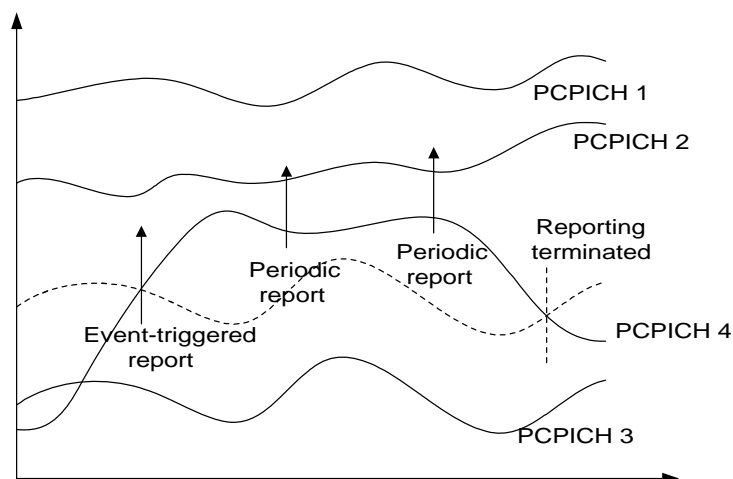 PCPICH 1
PCPICH 2
Reporting
terminated
Periodic
report
Periodic
report
Event-triggered
report
PCPICH 4
PCPICH 3